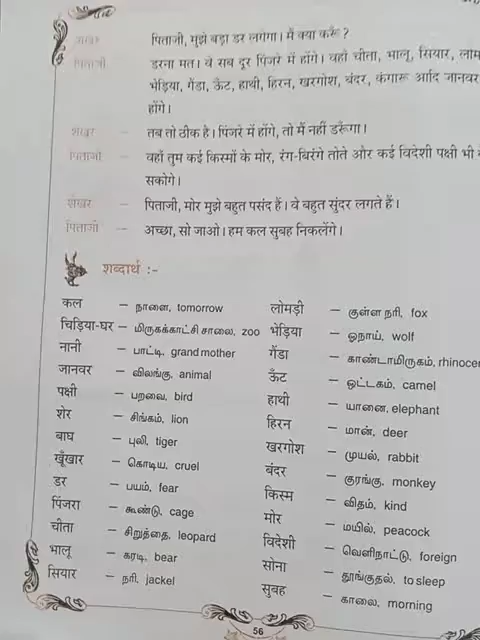 शेखर – पिताजी, मुझे बड़ा डर लगेगा। मैं क्या करूँ ?
पिताजी – डरना मत। वे सब दूर पिंजरे में होंगे। वहाँ चीता, भालू, सियार, लोम
भेड़िया, गैंडा, ऊँट, हाथी, हिरन, खरगोश, बंदर, कंगारू आदि जानवर
होंगे।
शेखर – तब तो ठीक है। पिंजरे में होंगे, तो मैं नहीं डरूँगा।
पिताजी – वहाँ तुम कई किस्मों के मोर, रंग-बिरंगे तोते और कई विदेशी पक्षी भी
सकोगे।
शेखर – पिताजी, मोर मुझे बहुत पसंद हैं। वे बहुत सुंदर लगते हैं।
पिताजी – अच्छा, सो जाओ। हम कल सुबह निकलेंगे।
शब्दार्थ :-
कल – நாளை, tomorrow
चिड़िया-घर – மிருகக்காட்சி சாலை, zoo
नानी – பாட்டி, grandmother
जानवर – விலங்கு, animal
पक्षी – பறவை, bird
शेर – சிங்கம், lion
बाघ – புலி, tiger
खूँखार – கொடிய, cruel
डर – பயம், fear
पिंजरा – கூண்டு, cage
चीता – சிறுத்தை, leopard
भालू – கரடி, bear
सियार – நரி, jackel
लोमड़ी – குள்ள நரி, fox
भेड़िया – ஓநாய், wolf
गैंडा – காண்டாமிருகம், rhinocer
ऊँट – ஒட்டகம், camel
हाथी – யானை, elephant
हिरन – மான், deer
खरगोश – முயல், rabbit
बंदर – குரங்கு, monkey
किस्म – விதம், kind
मोर – மயில், peacock
विदेशी – வெளிநாட்டு, foreign
सोना – தூங்குதல், to sleep
सुबह – காலை, morning
56